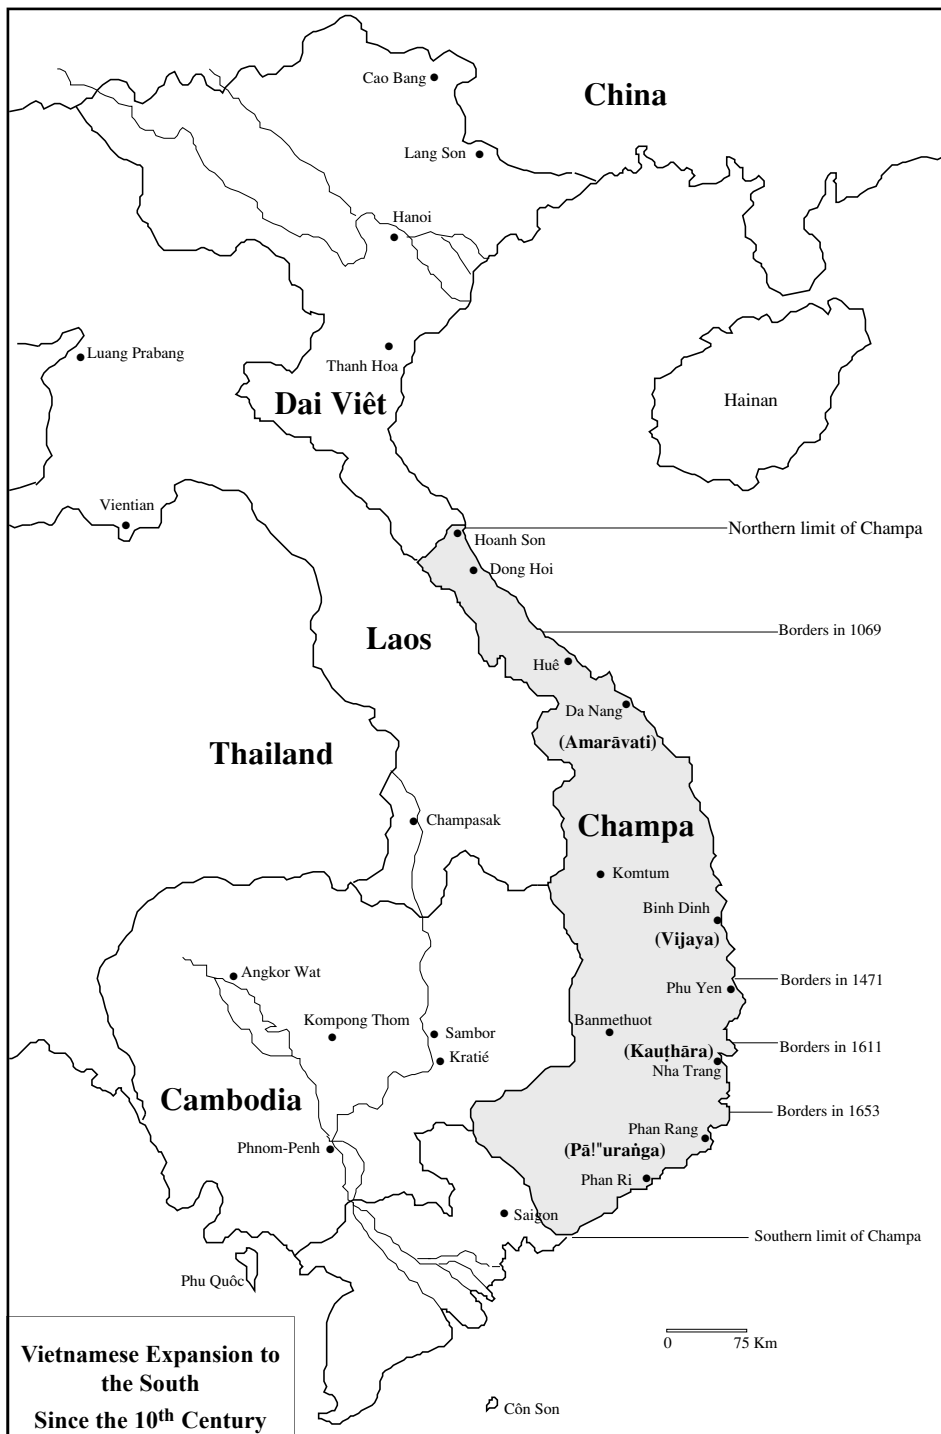 Cao Bang
China
Lang Son
Hanoi
Luang Prabang
Thanh Hoa
Dai Viêt
Hainan
Vientian
Northern limit of Champa
Hoanh Son
Dong Hoi
Borders in 1069
Laos
Huê
Da Nang
(Amarāvati)
Thailand
Champasak
Champa
Komtum
Binh Dinh
(Vijaya)
Angkor Wat
Borders in 1471
Phu Yen
Kompong Thom
Banmethuot
Sambor
(Kauṭhāra)
Borders in 1611
Kratié
Nha Trang
Cambodia
Borders in 1653
Phan Rang
Phnom-Penh
(Pā!"uraṅga)
Phan Ri
Saigon
Southern limit of Champa
Phu Quôc
0 75 Km
Vietnamese Expansion to
the South
Since the 10th Century
Côn Son